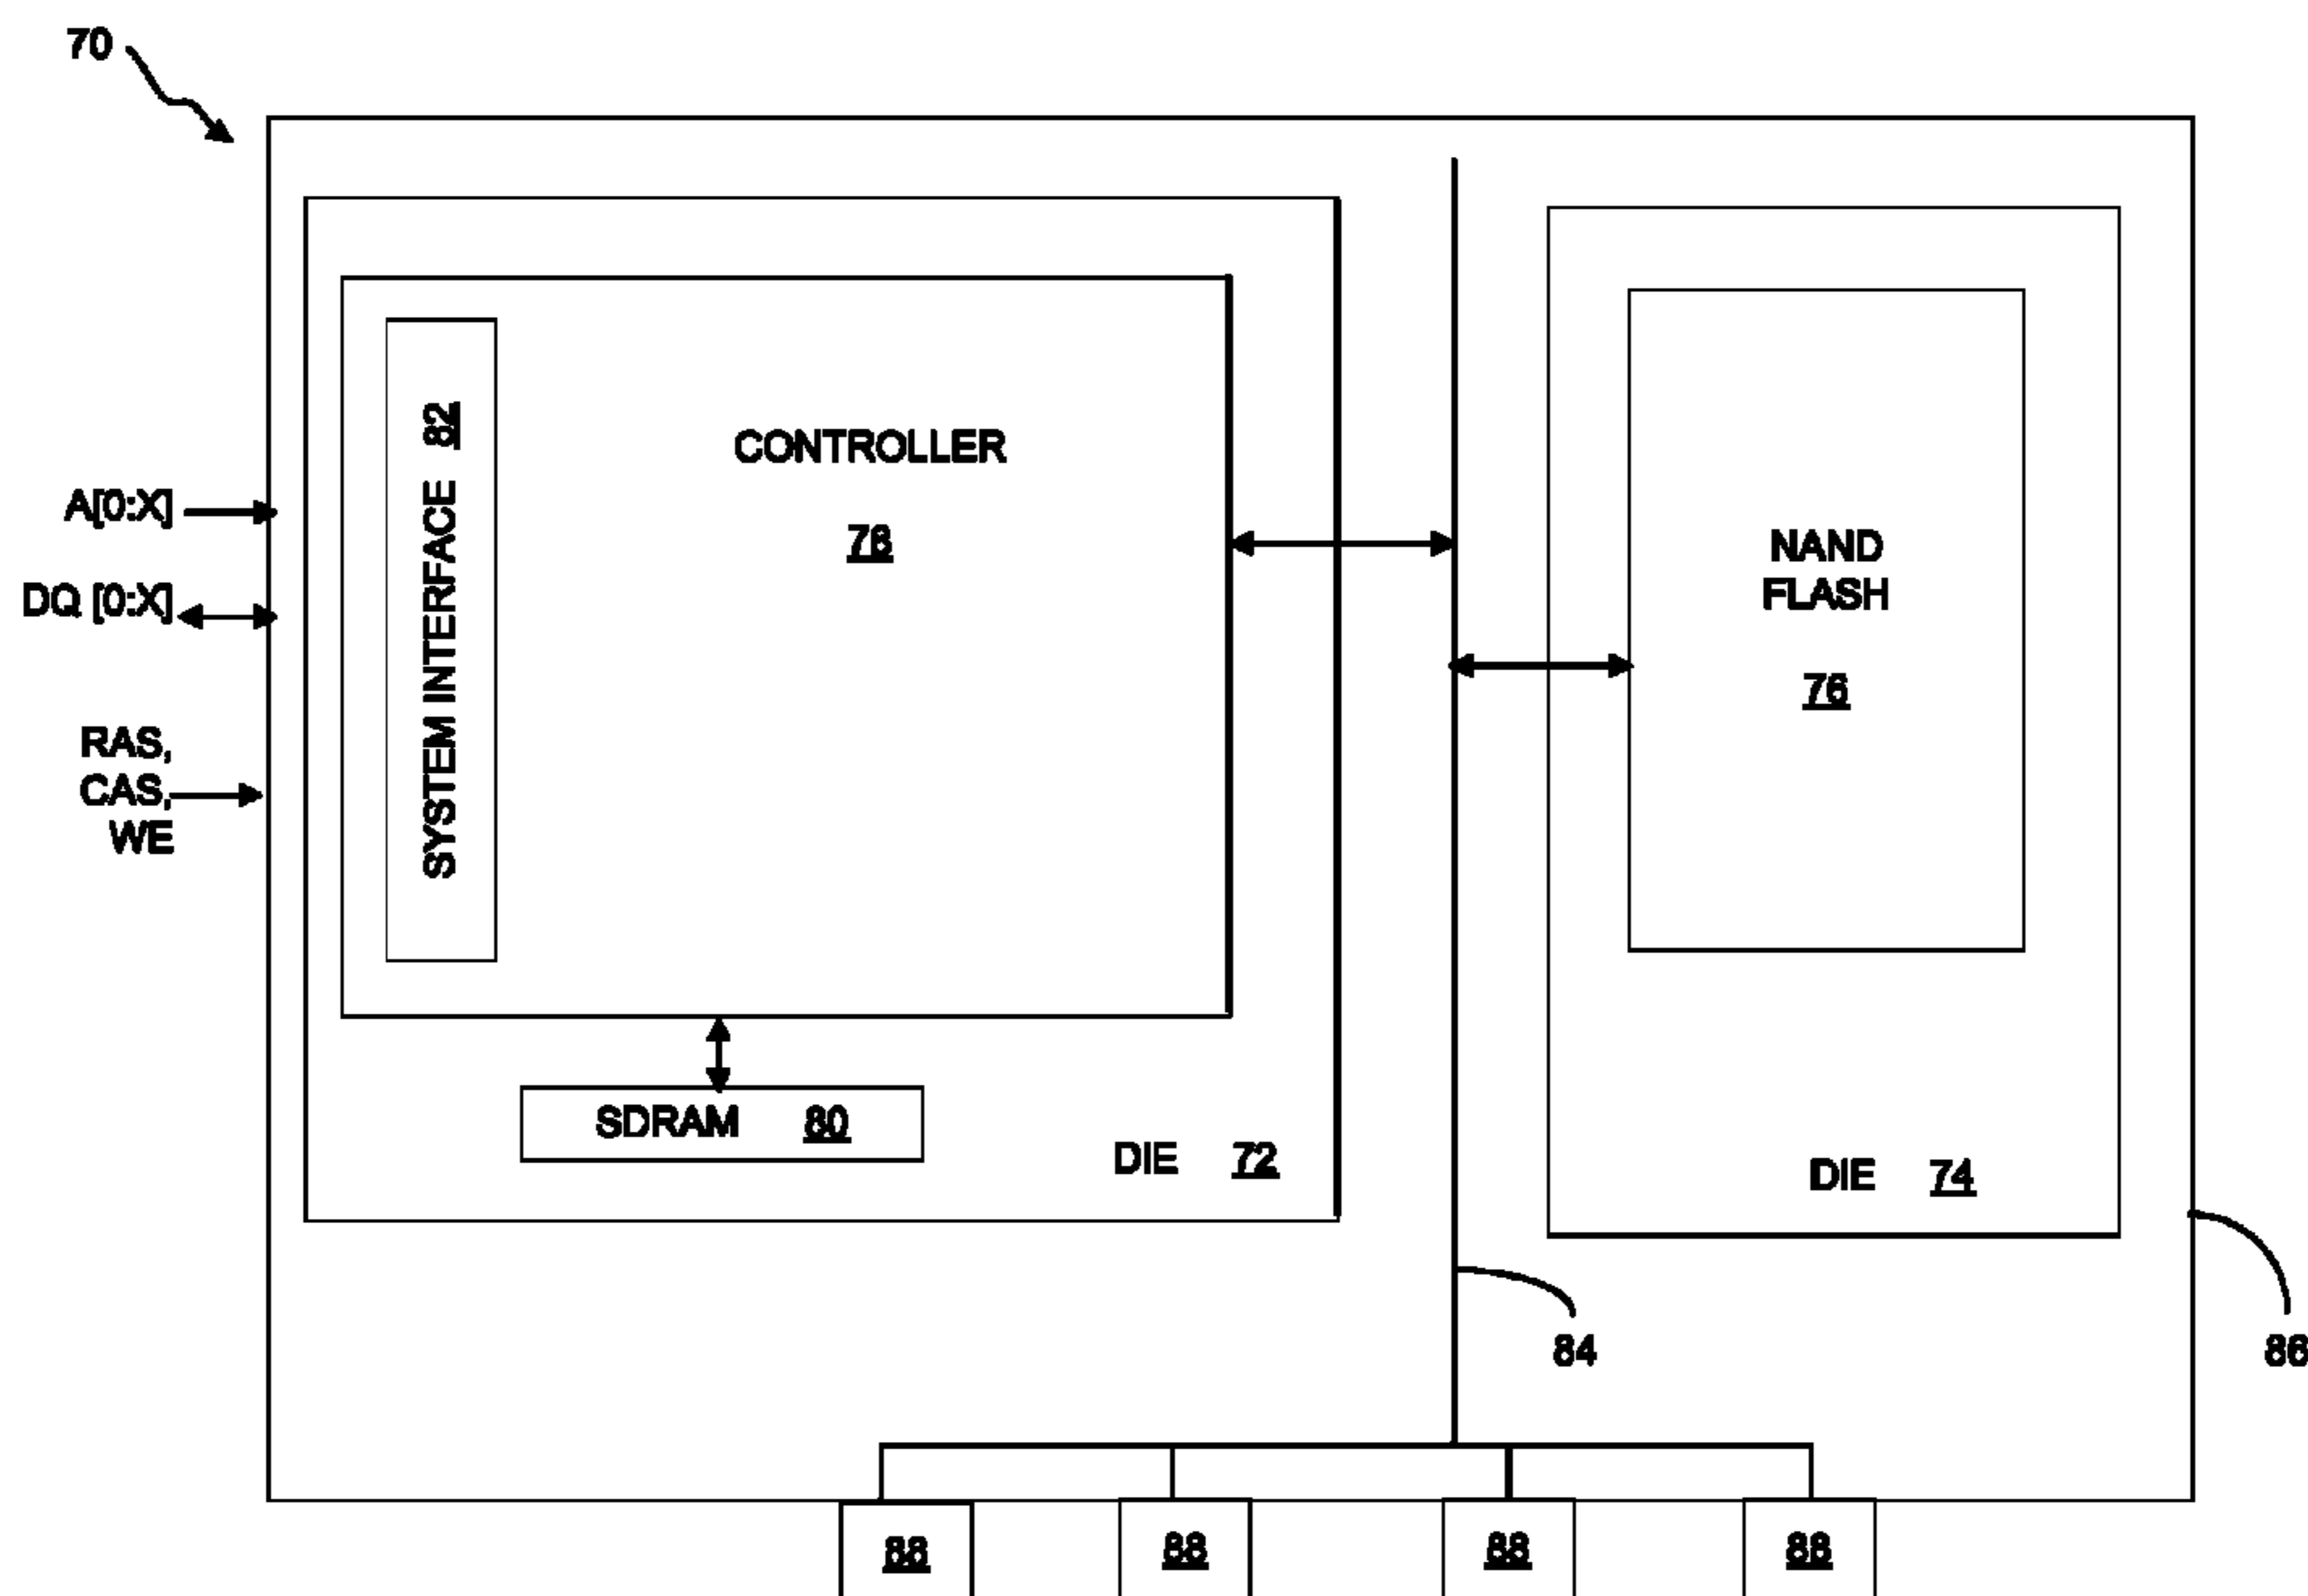 70
A[0:X]
DQ [0:X]
RAS,
CAS,
WE
SYSTEM INTERFACE 82
CONTROLLER
78
SDRAM 80
DIE 72
NAND
FLASH
76
DIE 74
84
86
88 88 88 88